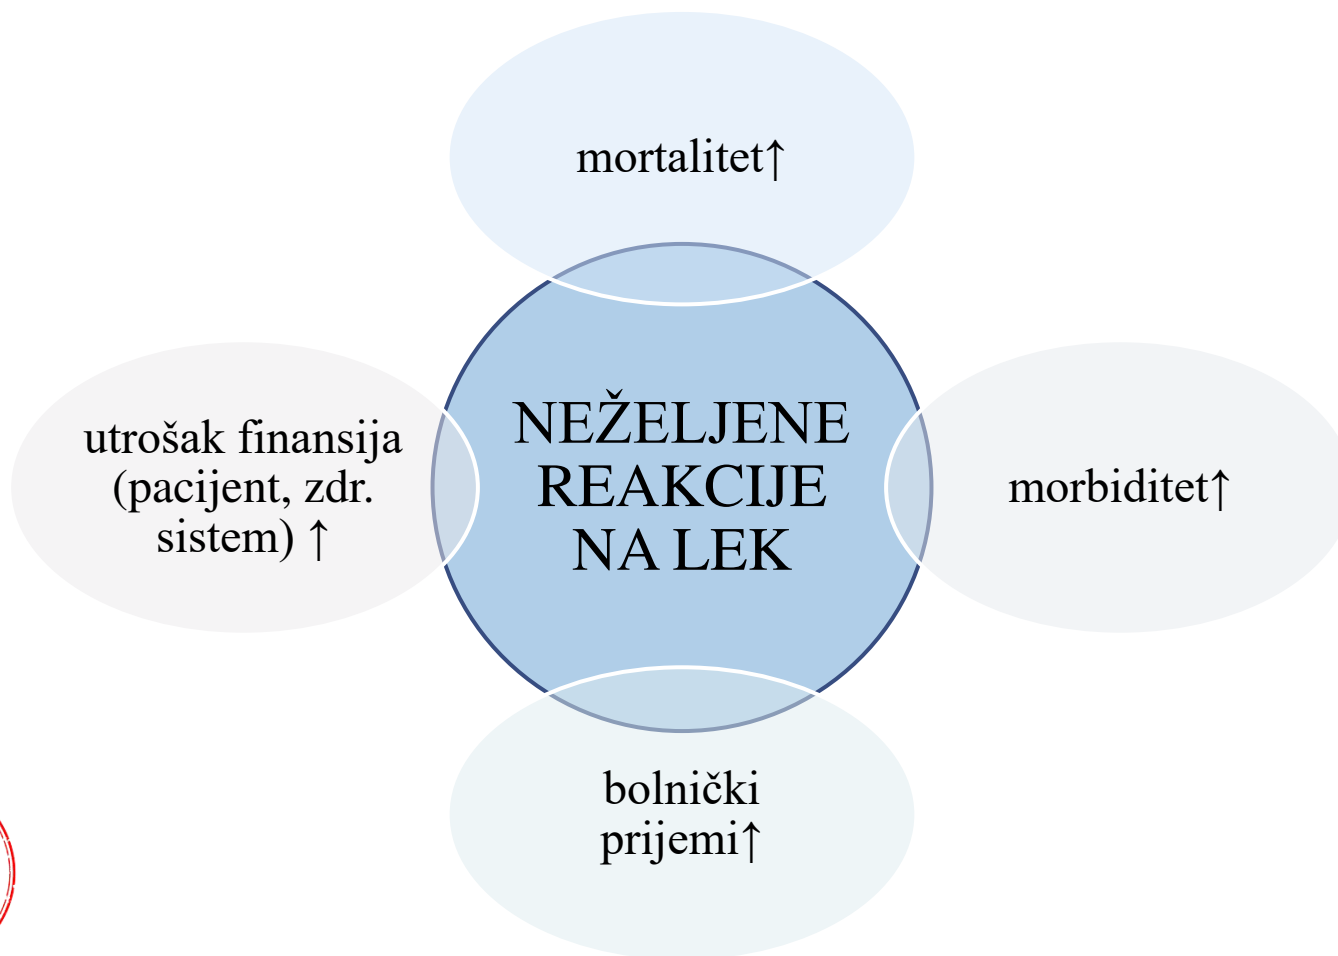 mortalitet↑
utrošak finansija
(pacijent, zdr.
sistem) ↑
NEŽELJENE
REAKCIJE
NA LEK
morbiditet↑
bolnički
prijemi↑